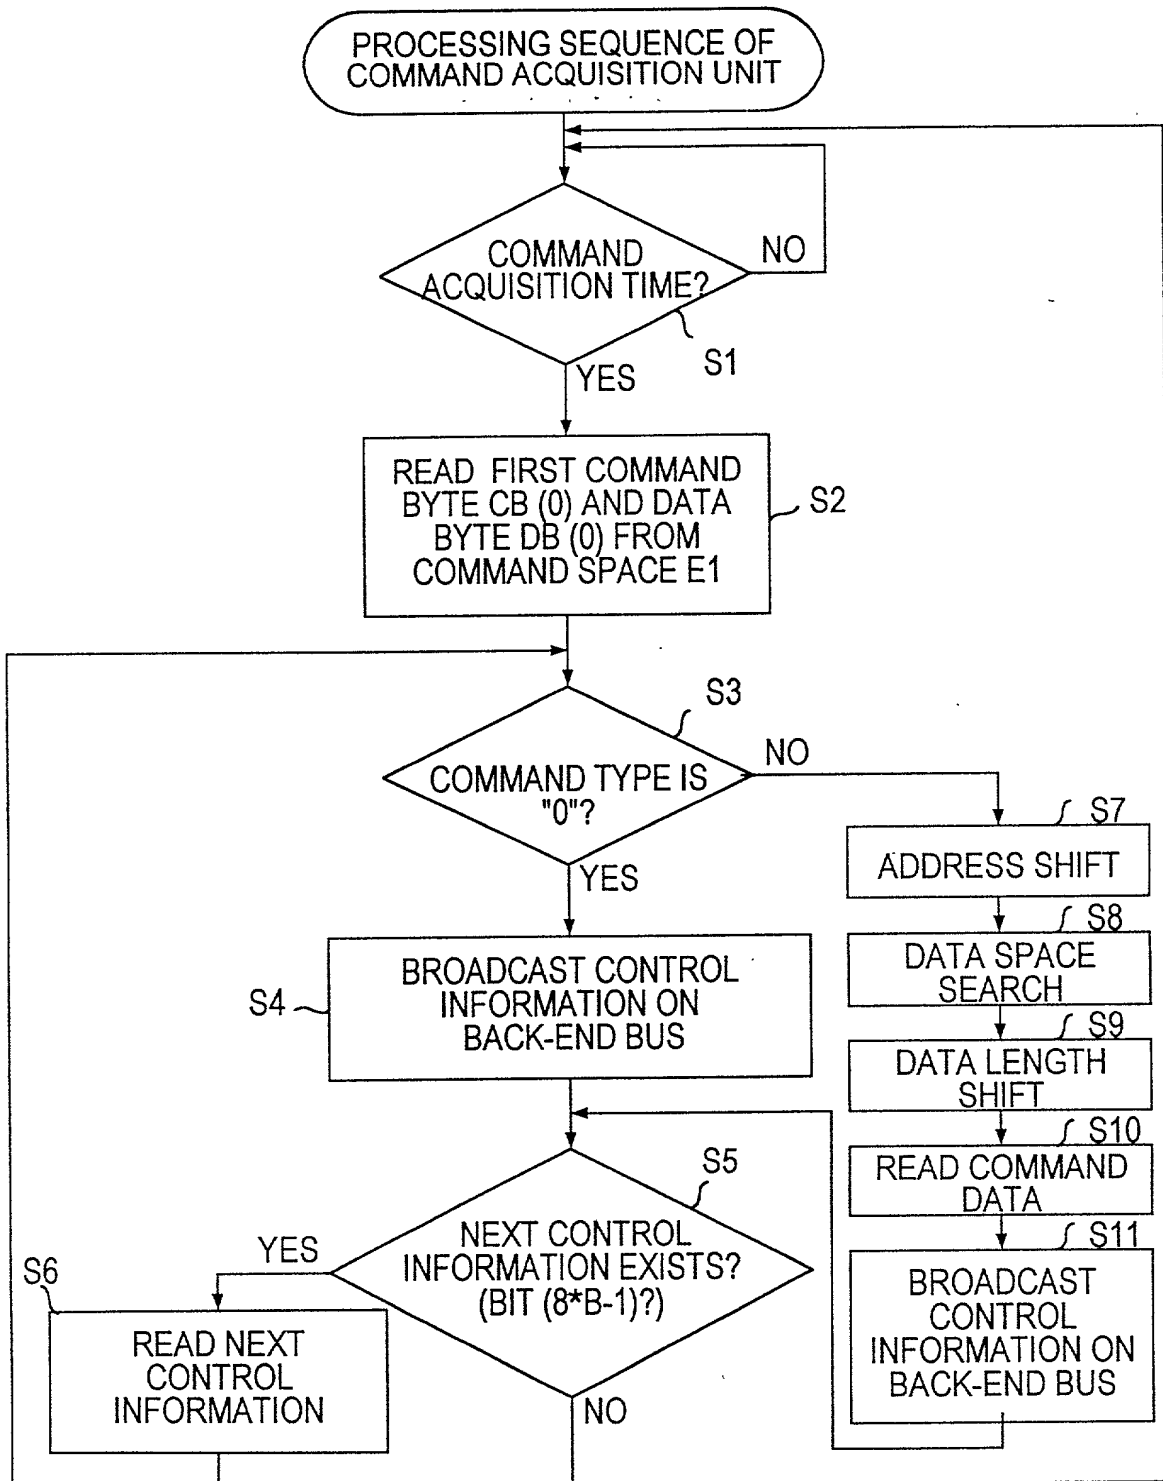 PROCESSING SEQUENCE OF
COMMAND ACQUISITION UNIT
COMMAND
ACQUISITION TIME?
NO
S1
YES
READ FIRST COMMAND
BYTE CB (0) AND DATA
BYTE DB (0) FROM
COMMAND SPACE E1
S2
S3
COMMAND TYPE IS
"0"?
NO
YES
S7
ADDRESS SHIFT
S8
DATA SPACE
SEARCH
S4
BROADCAST CONTROL
INFORMATION ON
BACK-END BUS
S9
DATA LENGTH
SHIFT
S10
READ COMMAND
DATA
S5
NEXT CONTROL
INFORMATION EXISTS?
(BIT (8*B-1)?)
YES
NO
S6
READ NEXT
CONTROL
INFORMATION
S11
BROADCAST
CONTROL
INFORMATION ON
BACK-END BUS